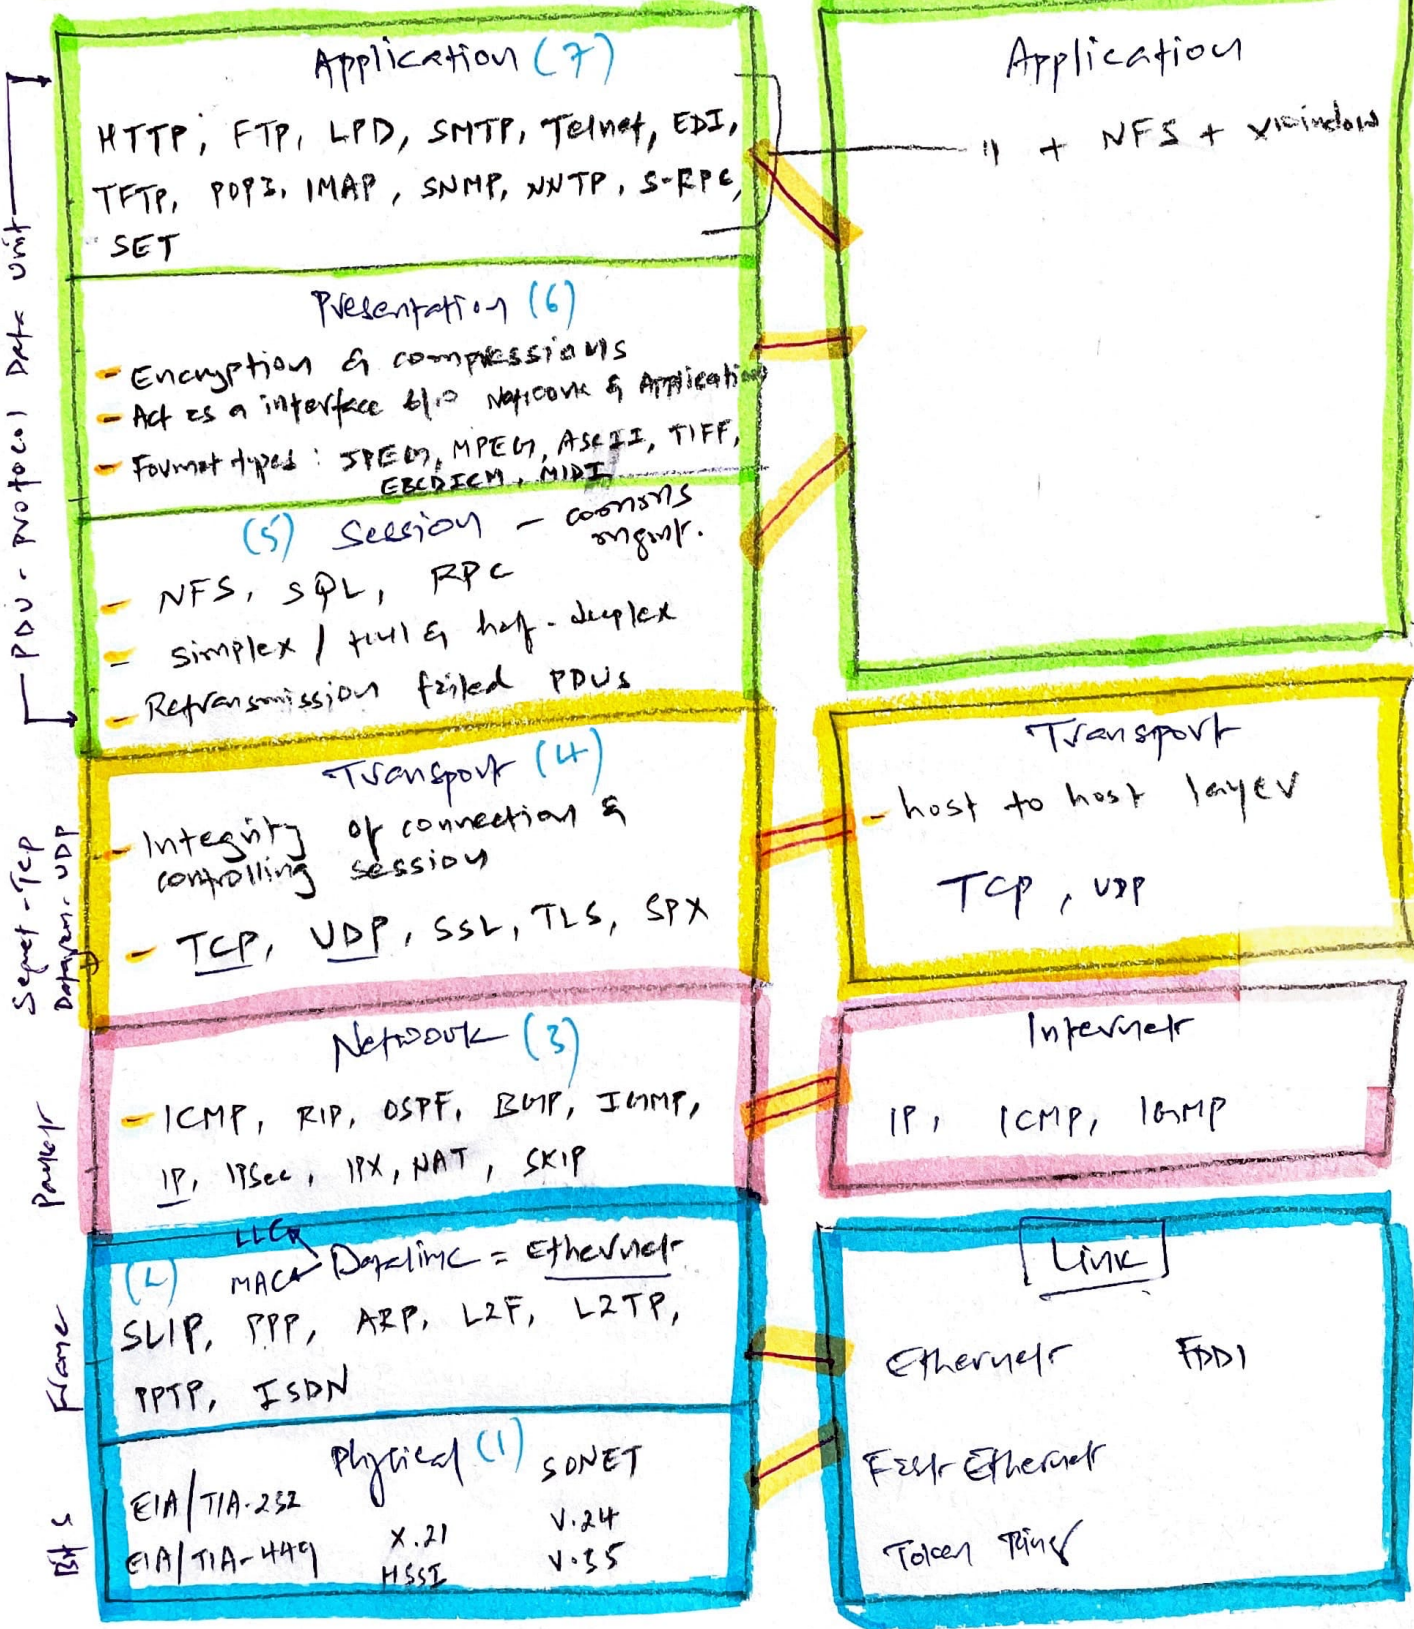 PDU - Protocol Data Unit
Application (7)
HTTP, FTP, LPD, SMTP, Telnet, EDI,
TFTP, POP3, IMAP, SNMP, NNTP, S-RPC,
SET
Presentation (6)
- Encryption & compressions
- Act as a interface b/w Network & Application
- Format types: JPEG, MPEG, ASCII, TIFF,
EBCDICM, MIDI
(5) Session -
mgmt.
- NFS, SQL, RPC
- simplex / full & half-duplex
- Retransmission failed PDUs
Segmet - TCP
Datagram - UDP
Transport (4)
- Integrity of connection &
controlling session
- TCP, UDP, SSL, TLS, SPX
Packet
Network (3)
- ICMP, RIP, OSPF, BGP, IGMP,
IP, IPSec, IPX, NAT, SKIP
Frame
LLC
(2) MAC Datalink = Ethernet
SLIP, PPP, ARP, L2F, L2TP,
PPTP, ISDN
Bits
Physical (1) SONET
EIA/TIA-232 V.24
X.21
EIA/TIA-449 V.35
HSSI
Application
" + NFS + Xwindow
Transport
- host to host layer
TCP, UDP
Internet
IP, ICMP, IGMP
Link
Ethernet FDDI
Fast Ethernet
Token Ring